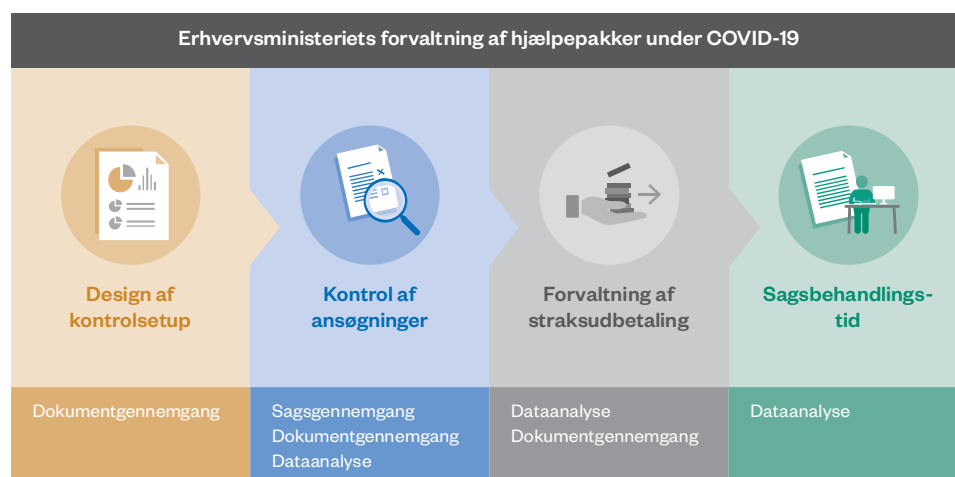 Erhvervsministeriets forvaltning af hjælpepakker under COVID-19
Design af
kontrolsetup
Kontrol af
ansøgninger
Forvaltning af
straksudbetaling
Sagsbehandlings-
tid
Dokumentgennemgang
Sagsgennemgang
Dokumentgennemgang
Dataanalyse
Dataanalyse
Dokumentgennemgang
Dataanalyse